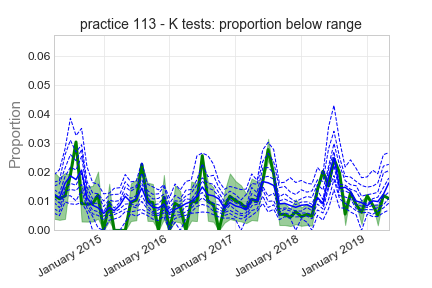 practice 113 - K tests: proportion below range
Proportion
0.06
0.05
0.04
0.03
0.02
0.01
0.00
January 2015
January 2016
January 2017
January 2018
January 2019